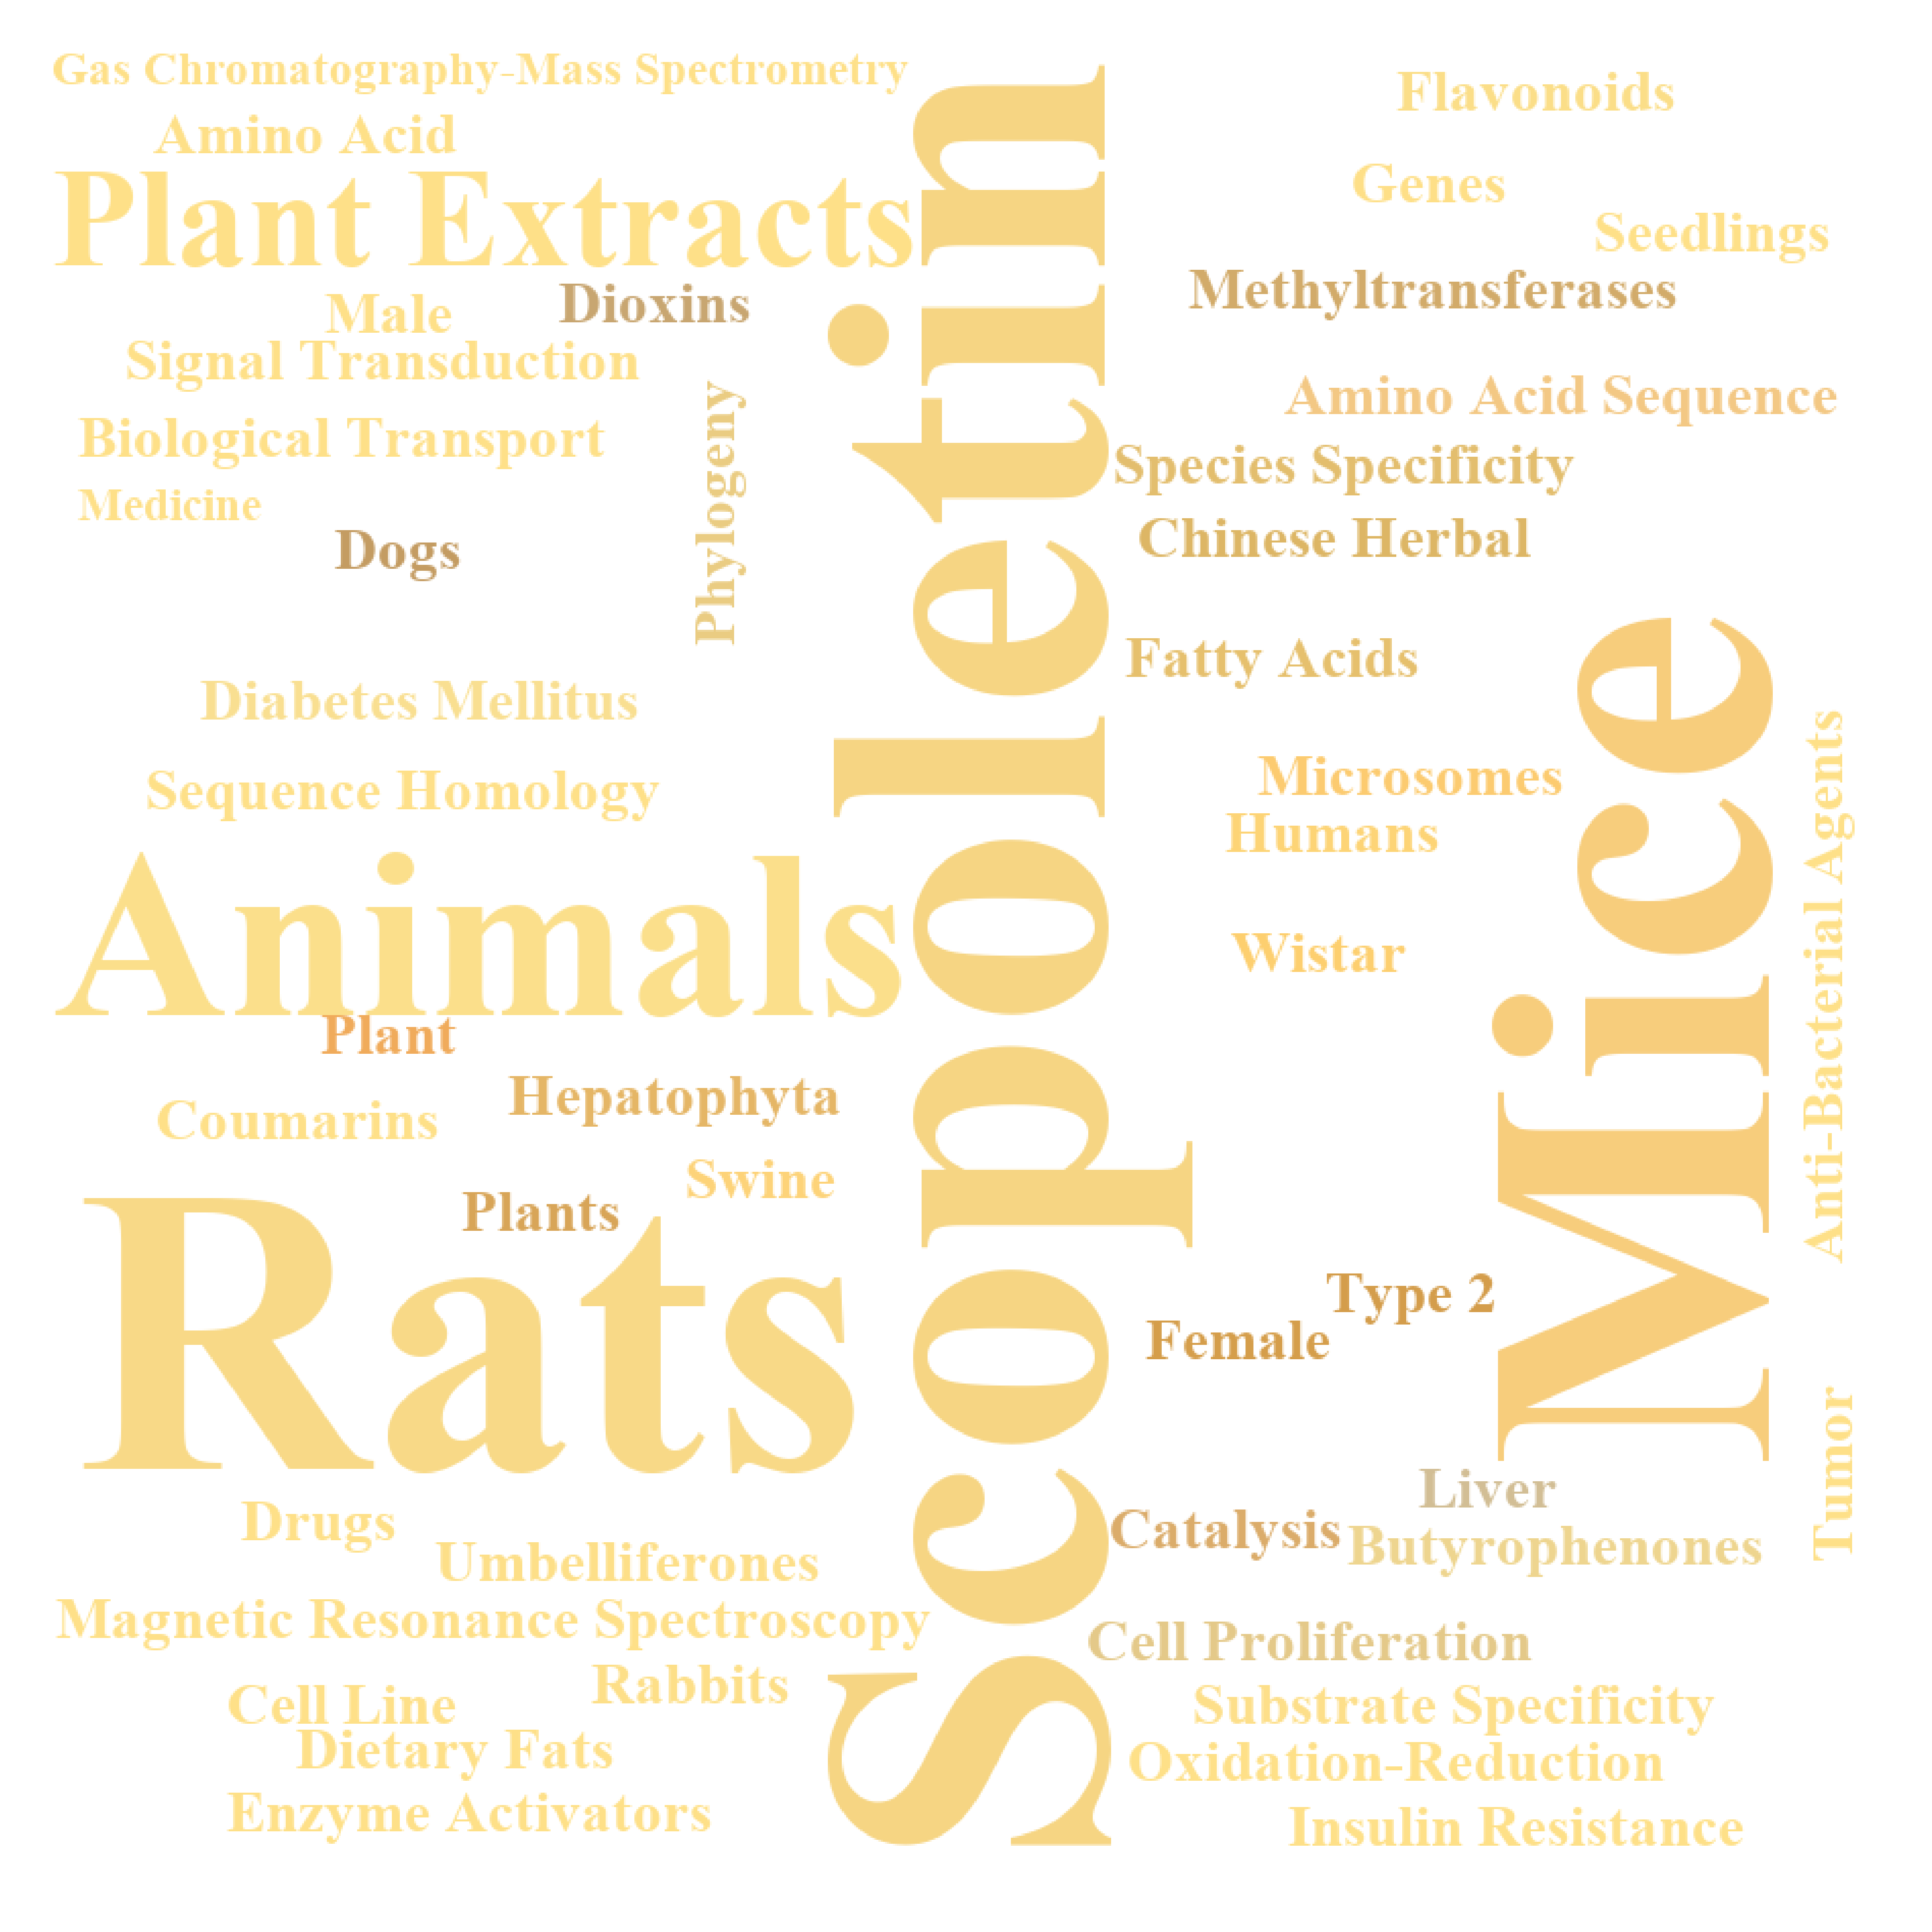 Gas Chromatography-Mass Spectrometry
Amino Acid
Plant Extracts
Male
Dioxins
Signal Transduction
Biological Transport
Phylogeny
Medicine
Dogs
Diabetes Mellitus
Sequence Homology
Animals
Plant
Hepatophyta
Coumarins
Swine
Plants
Rats
Drugs
Umbelliferones
Magnetic Resonance Spectroscopy
Rabbits
Cell Line
Dietary Fats
Enzyme Activators
Scopoletin
Flavonoids
Genes
Seedlings
Methyltransferases
Amino Acid Sequence
Species Specificity
Chinese Herbal
Fatty Acids
Microsomes
Humans
Wistar
Mice
Anti-Bacterial Agents
Type 2
Female
Tumor
Liver
Catalysis
Butyrophenones
Cell Proliferation
Substrate Specificity
Oxidation-Reduction
Insulin Resistance